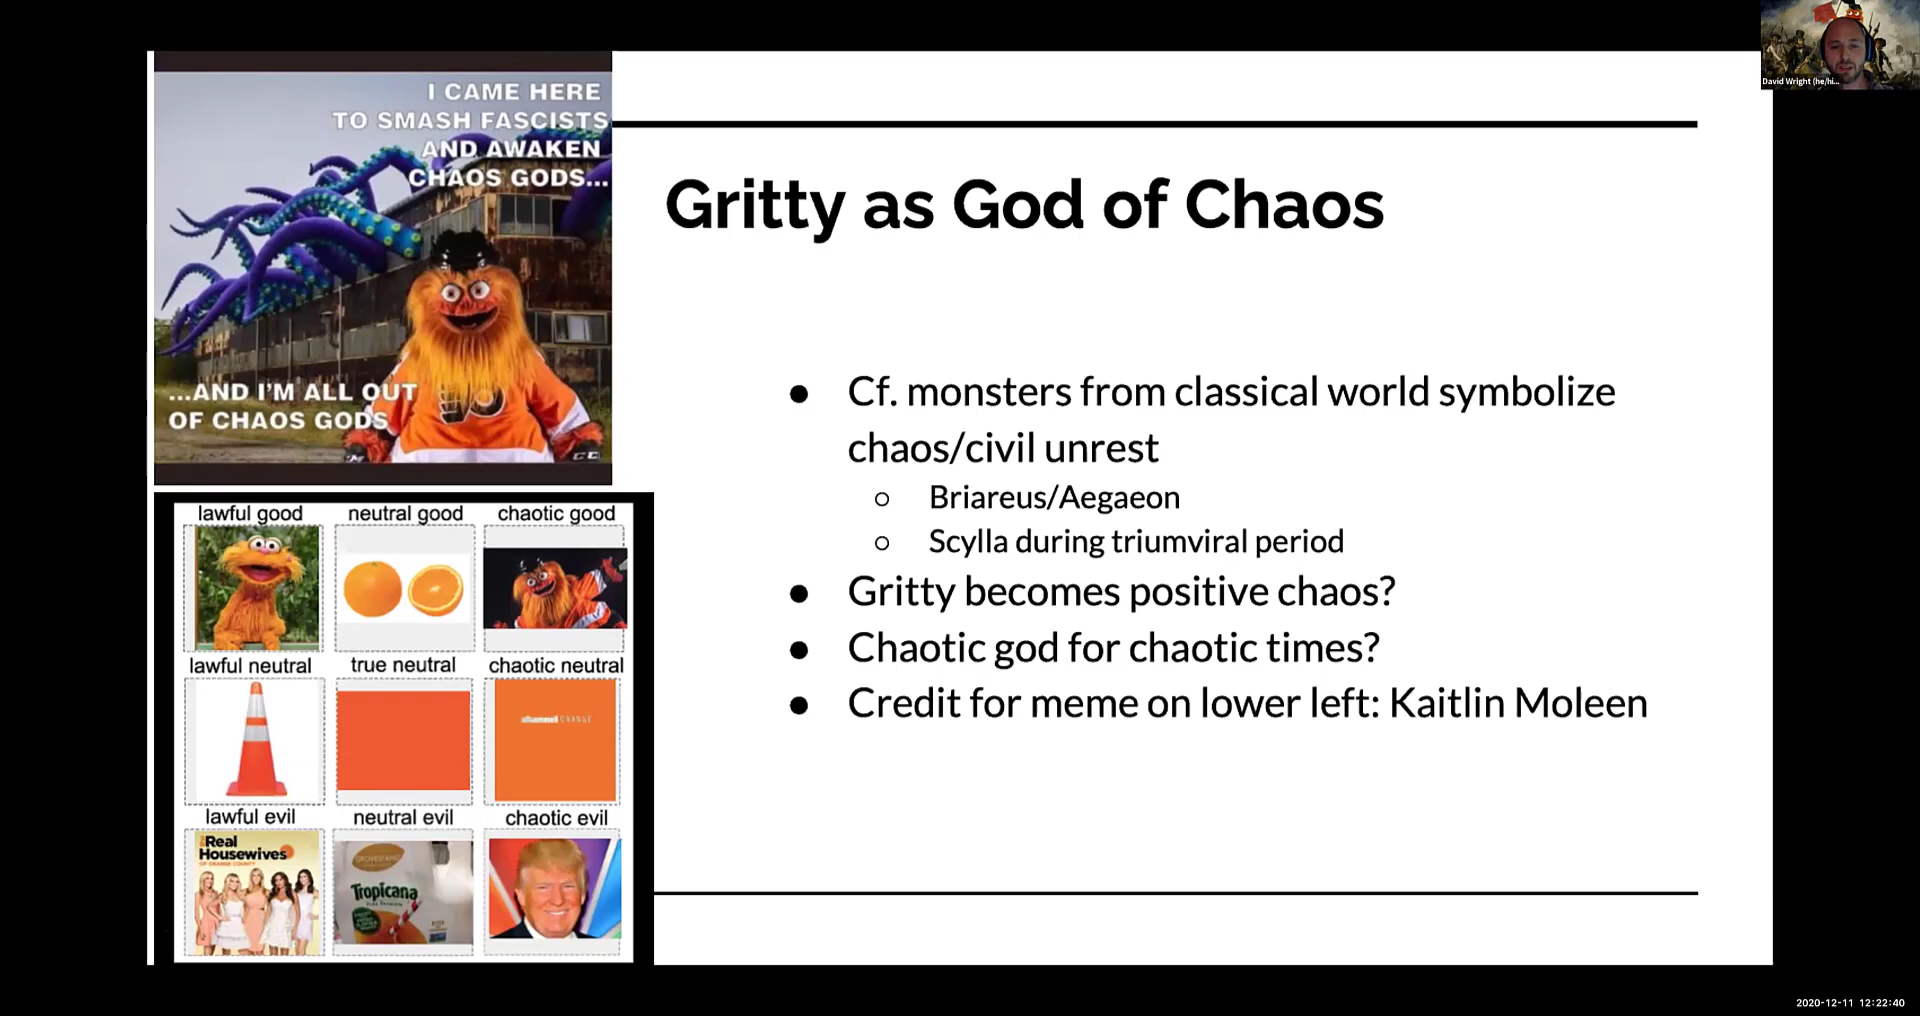 I CAME HERE
TO SMASH FASCISTS
AND AWAKEN
CHAOS GODS...
...AND I'M ALL OUT
OF CHAOS GODS
Gritty as God of Chaos
● Cf. monsters from classical world symbolize
chaos/civil unrest
○ Briareus/Aegaeon
○ Scylla during triumviral period
● Gritty becomes positive chaos?
● Chaotic god for chaotic times?
● Credit for meme on lower left: Kaitlin Moleen
lawful good neutral good chaotic good
lawful neutral true neutral chaotic neutral
ORANGE
lawful evil neutral evil chaotic evil
Real
Housewives
OF ORANGE COUNTY
Tropicana
David Wright (he/hi...
2020-12-11 12:22:40